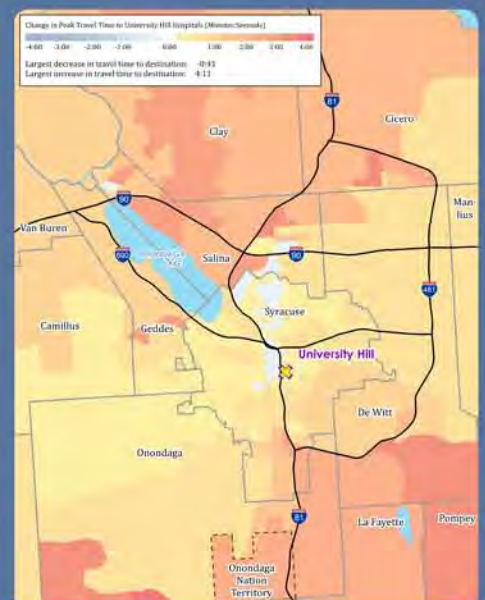 Change in Peak Travel Time to University Hill Hospitals (Minutes:Seconds)
-4:00 -3:00 -2:00 -1:00 0:00 1:00 2:00 3:00 4:00
Largest decrease in travel time to destination: -0:41
Largest increase in travel time to destination: 4:11
81
Clay
Cicero
90
Man-
lius
Van Buren
690
Salina
90
481
Syracuse
Camillus
Geddes
University Hill
De Witt
Onondaga
81
La Fayette
Pompey
Onondaga
Nation
Territory